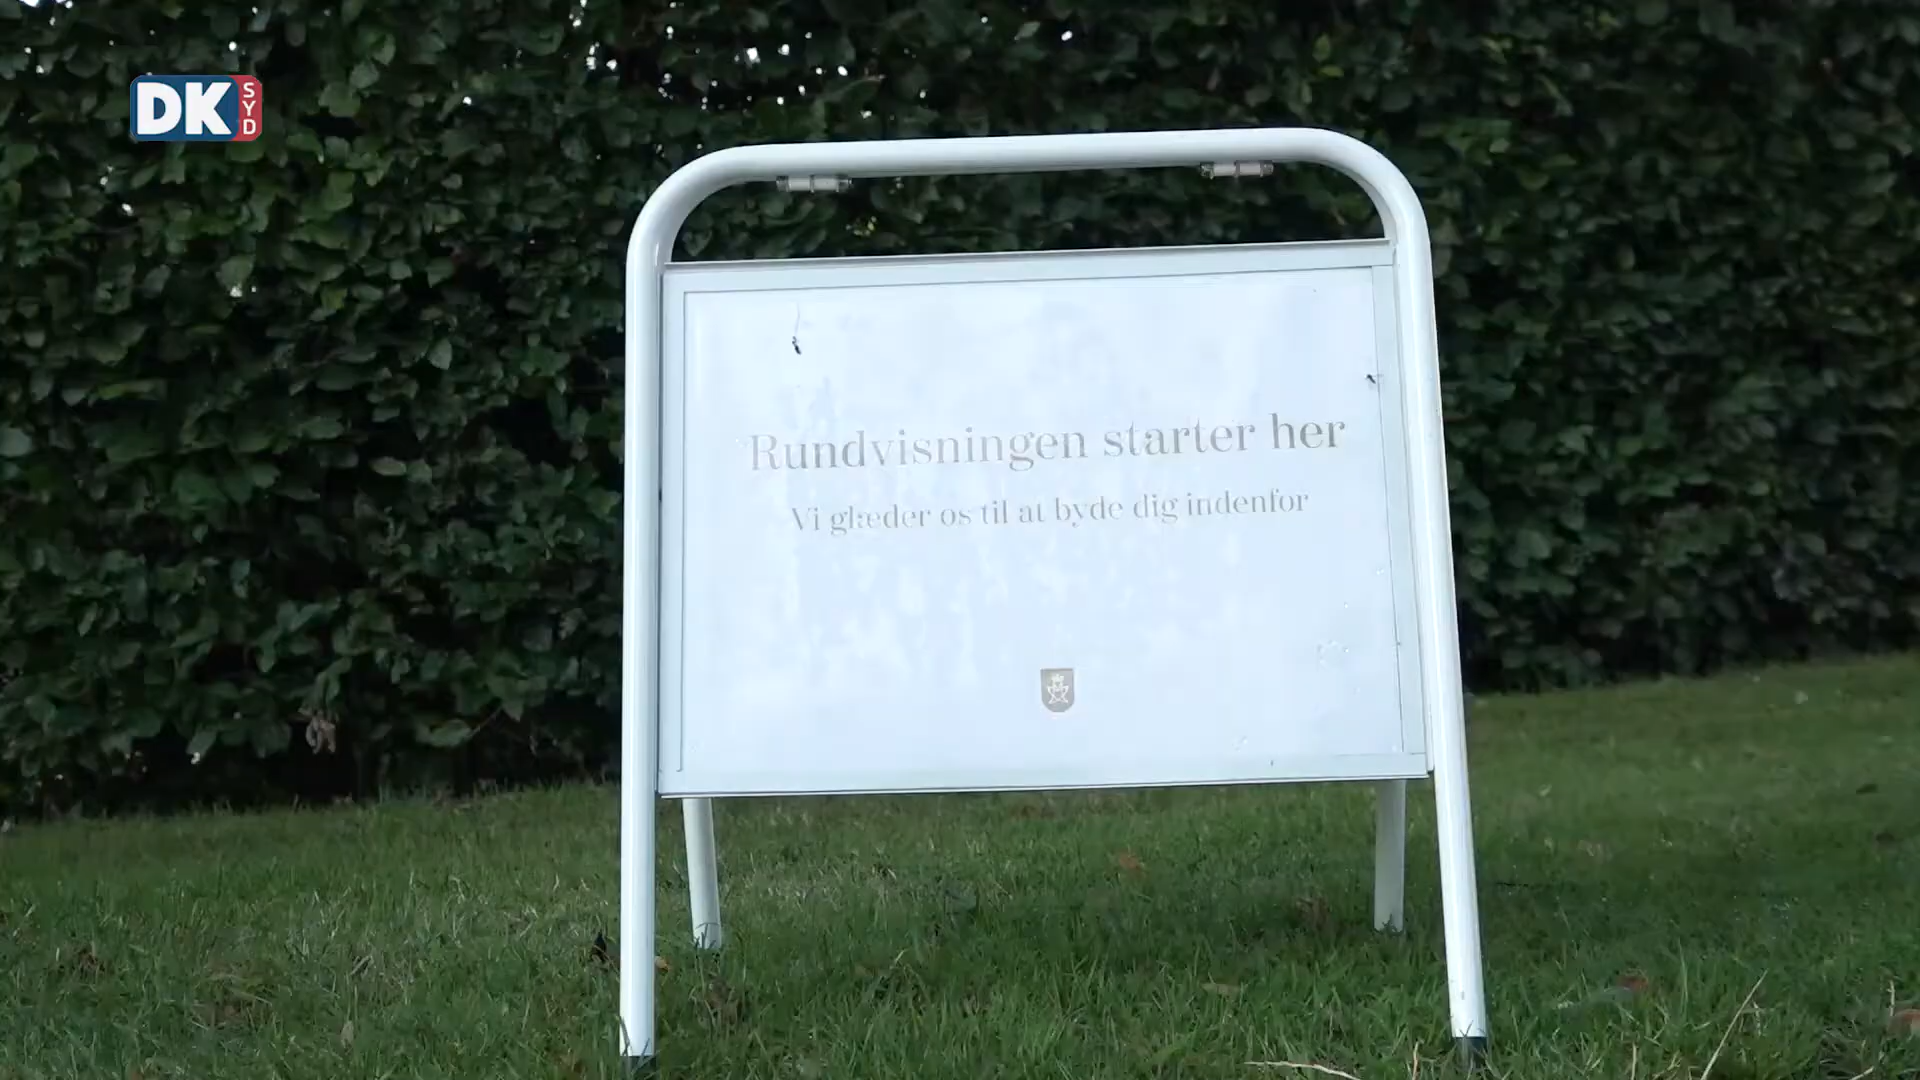 DK SYD
Rundvisningen starter her
Vi glæder os til at byde dig indenfor